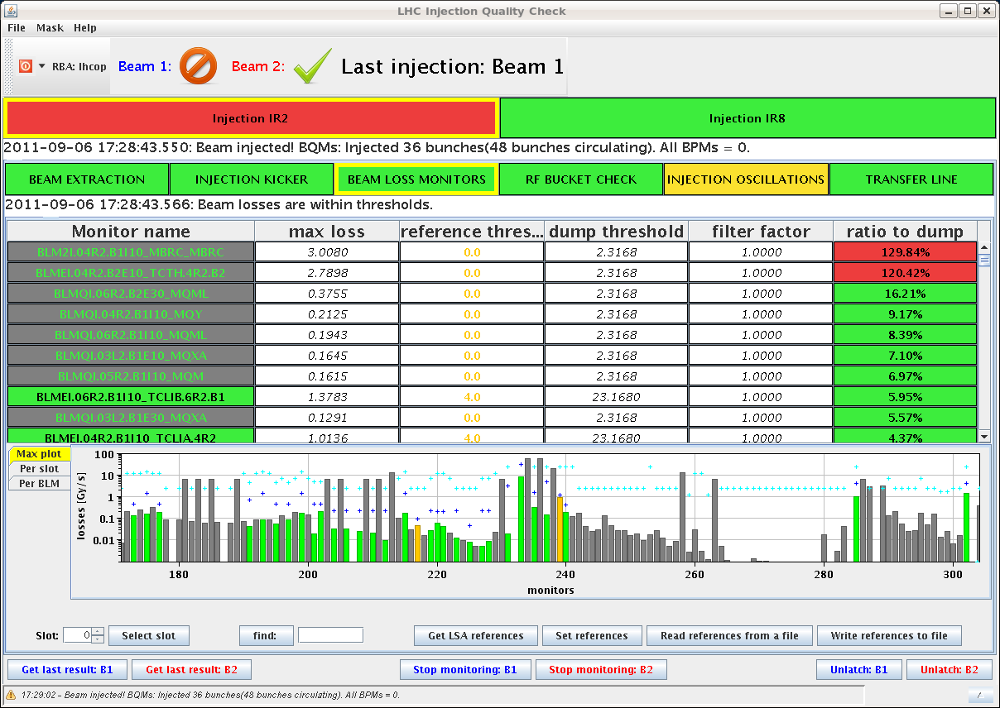 LHC Injection Quality Check
File Mask Help
RBA: lhcop Beam 1: Beam 2: Last injection: Beam 1
Injection IR2 Injection IR8
2011-09-06 17:28:43.550: Beam injected! BQMs: Injected 36 bunches(48 bunches circulating). All BPMs = 0.
BEAM EXTRACTION INJECTION KICKER BEAM LOSS MONITORS RF BUCKET CHECK INJECTION OSCILLATIONS TRANSFER LINE
2011-09-06 17:28:43.566: Beam losses are within thresholds.
Monitor name max loss reference thres... dump threshold filter factor ratio to dump
BLM2I.04R2.B1I10_MBRC_MBRC 3.0080 0.0 2.3168 1.0000 129.84%
BLMEI.04R2.B2E10_TCTH.4R2.B2 2.7898 0.0 2.3168 1.0000 120.42%
BLMQI.06R2.B2E30_MQML 0.3755 0.0 2.3168 1.0000 16.21%
BLMQI.04R2.B1I10_MQY 0.2125 0.0 2.3168 1.0000 9.17%
BLMQI.06R2.B1I10_MQML 0.1943 0.0 2.3168 1.0000 8.39%
BLMQI.03L2.B1E10_MQXA 0.1645 0.0 2.3168 1.0000 7.10%
BLMQI.05R2.B1I10_MQM 0.1615 0.0 2.3168 1.0000 6.97%
BLMEI.06R2.B1I10_TCLIB.6R2.B1 1.3783 4.0 23.1680 1.0000 5.95%
BLMQI.03L2.B1E30_MQXA 0.1291 0.0 2.3168 1.0000 5.57%
BLMEI.04R2.B1I10_TCLIA.4R2 1.0136 4.0 23.1680 1.0000 4.37%
Max plot
Per slot
Per BLM
losses [Gy/s]
100
10
1
0.1
0.01
180 200 220 240 260 280 300
monitors
Slot: 0 Select slot find: Get LSA references Set references Read references from a file Write references to file
Get last result: B1 Get last result: B2 Stop monitoring: B1 Stop monitoring: B2 Unlatch: B1 Unlatch: B2
17:29:02 - Beam injected! BQMs: Injected 36 bunches(48 bunches circulating). All BPMs = 0.